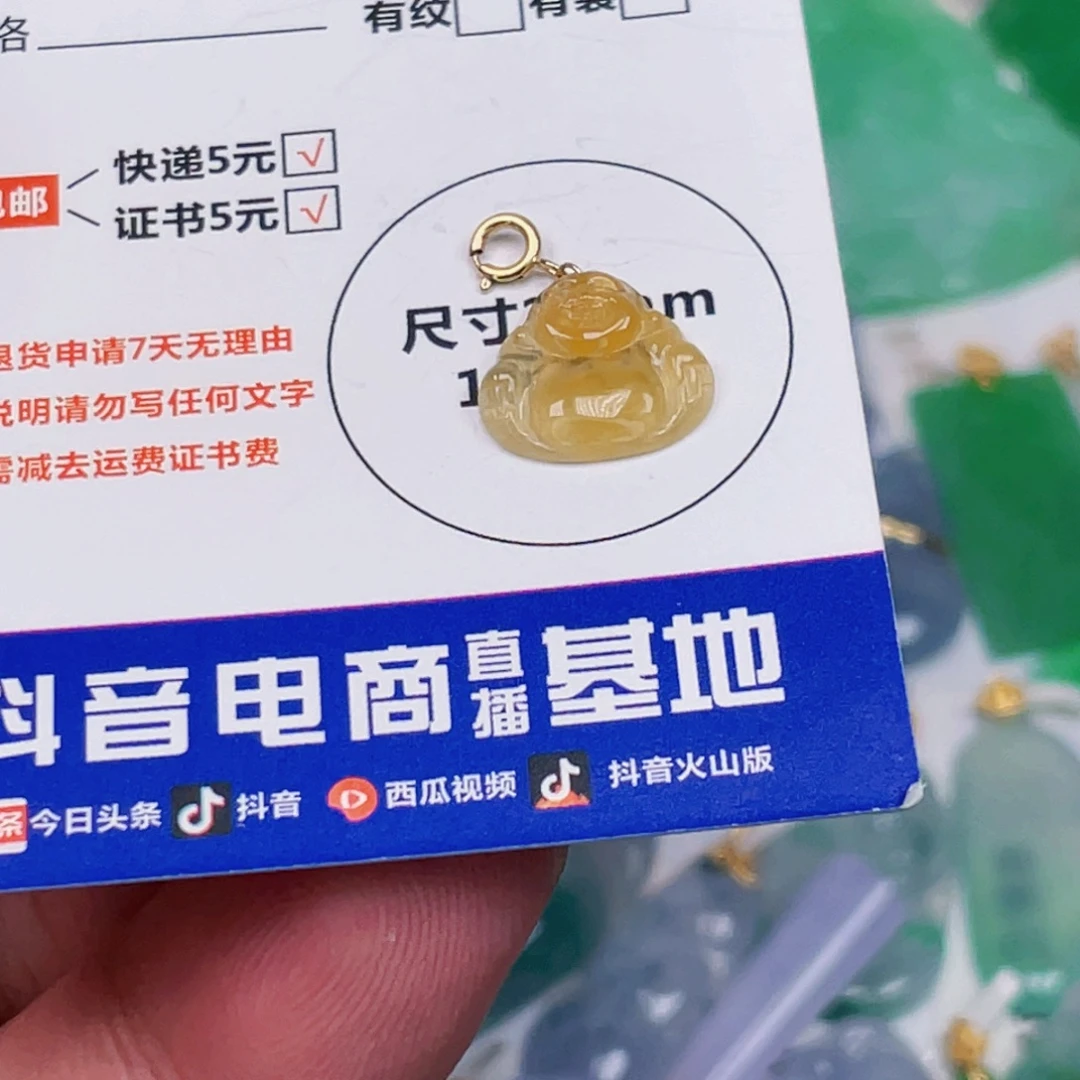 有纹
快递5元 √
证书5元 √
邮
尺寸
退货申请7天无理由
说明请勿写任何文字
需减去运费证书费
抖音电商直播基地
今日头条 抖音 西瓜视频 抖音火山版